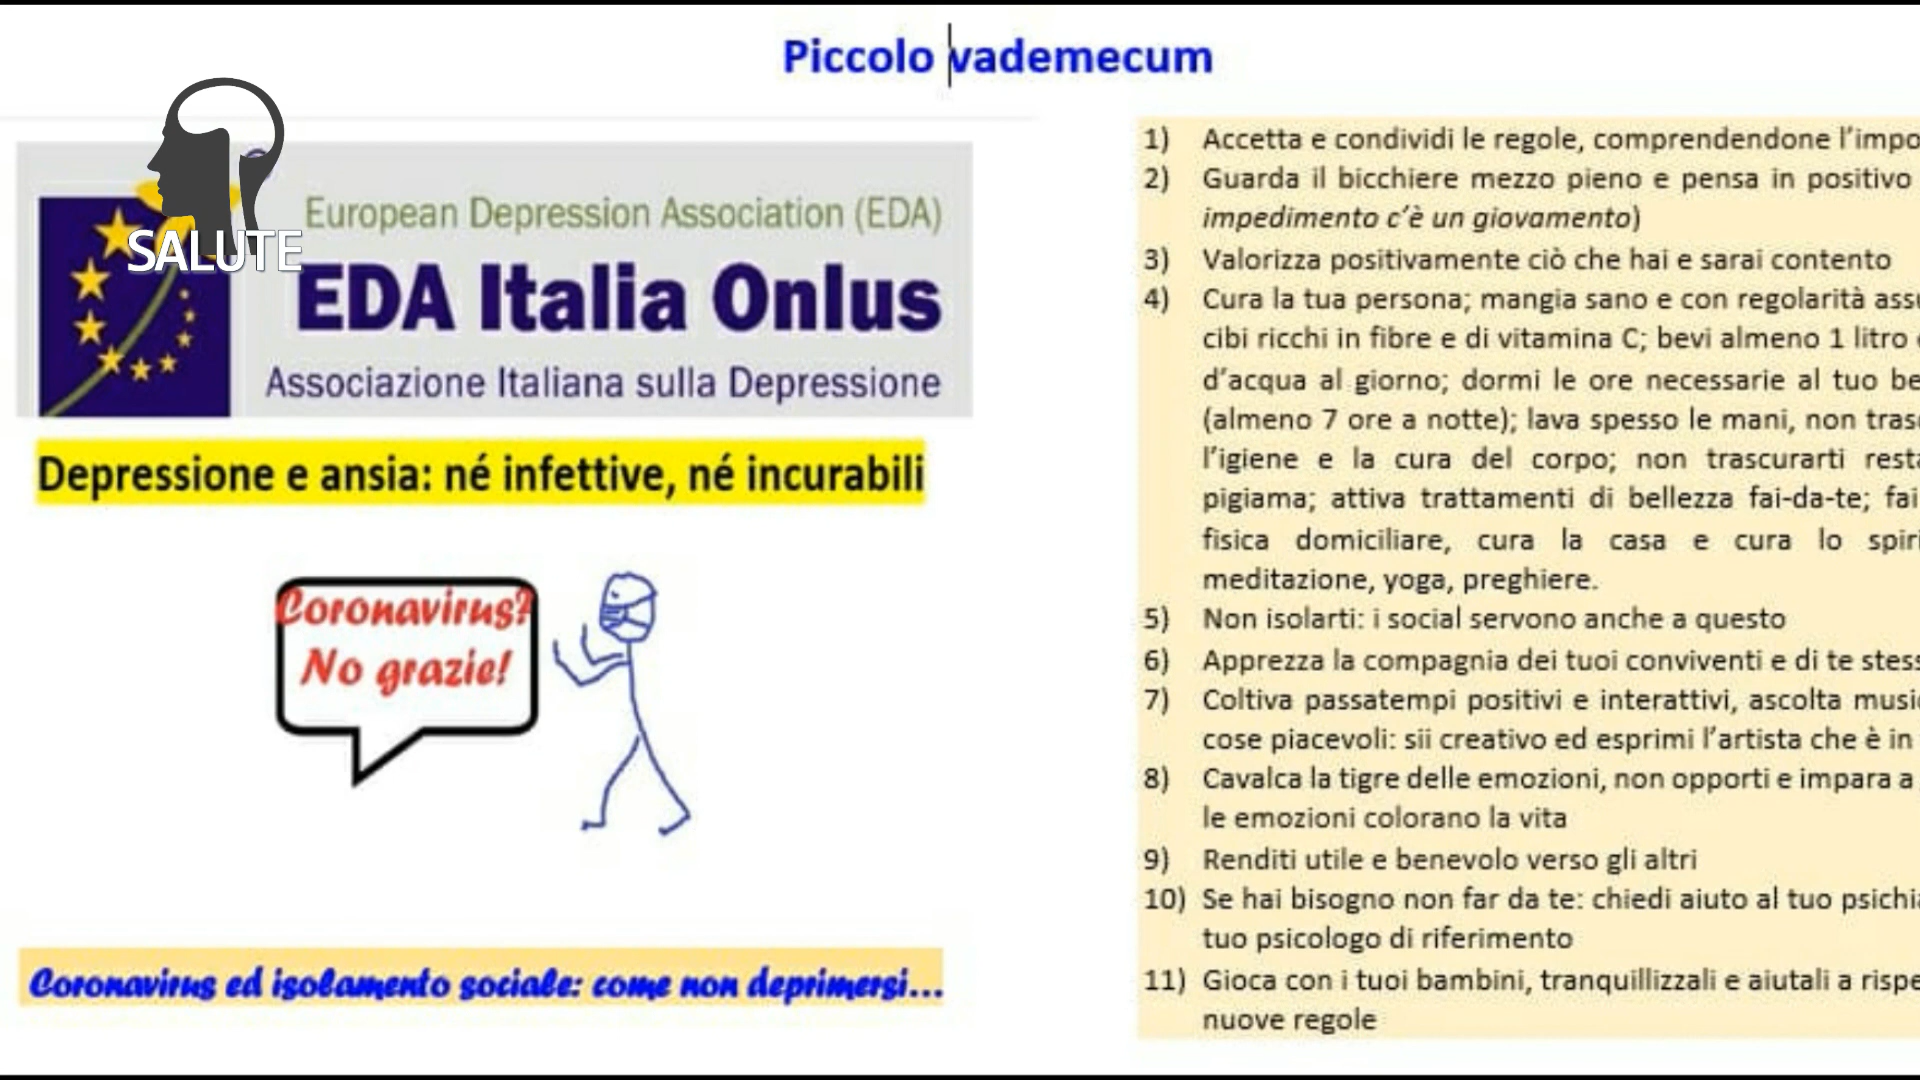 Piccolo vademecum
SALUTE
European Depression Association (EDA)
EDA Italia Onlus
Associazione Italiana sulla Depressione
Depressione e ansia: né infettive, né incurabili
Coronavirus?
No grazie!
Coronavirus ed isolamento sociale: come non deprimersi...
1) Accetta e condividi le regole, comprendendone l'impo
2) Guarda il bicchiere mezzo pieno e pensa in positivo
impedimento c'è un giovamento)
3) Valorizza positivamente ciò che hai e sarai contento
4) Cura la tua persona; mangia sano e con regolarità ass
cibi ricchi in fibre e di vitamina C; bevi almeno 1 litro
d'acqua al giorno; dormi le ore necessarie al tuo be
(almeno 7 ore a notte); lava spesso le mani, non tras
l'igiene e la cura del corpo; non trascurarti rest
pigiama; attiva trattamenti di bellezza fai-da-te; fai
fisica domiciliare, cura la casa e cura lo spir
meditazione, yoga, preghiere.
5) Non isolarti: i social servono anche a questo
6) Apprezza la compagnia dei tuoi conviventi e di te stess
7) Coltiva passatempi positivi e interattivi, ascolta musi
cose piacevoli: sii creativo ed esprimi l'artista che è in
8) Cavalca la tigre delle emozioni, non opporti e impara a
le emozioni colorano la vita
9) Renditi utile e benevolo verso gli altri
10) Se hai bisogno non far da te: chiedi aiuto al tuo psichi
tuo psicologo di riferimento
11) Gioca con i tuoi bambini, tranquillizzali e aiutali a rispe
nuove regole